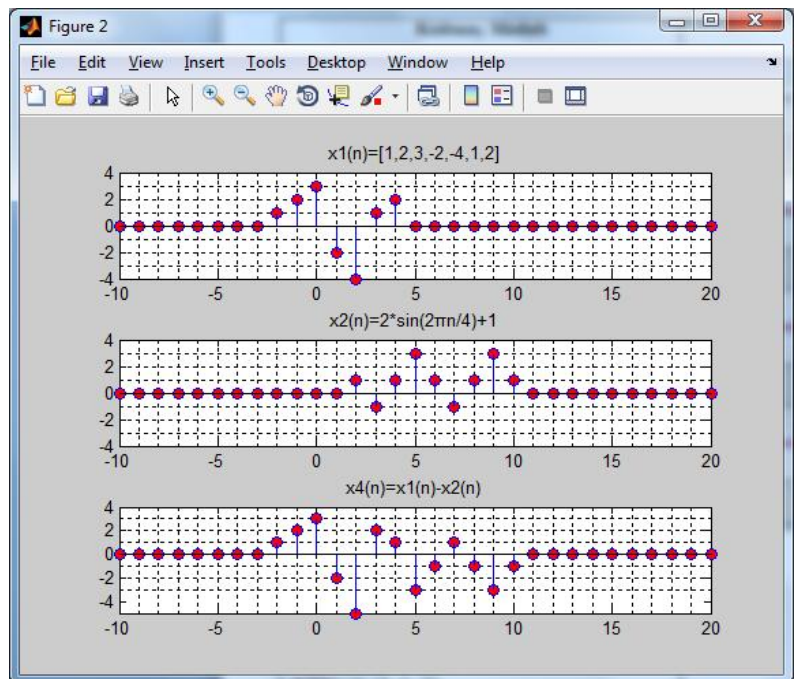 Figure 2
File Edit View Insert Tools Desktop Window Help
x1(n)=[1,2,3,-2,-4,1,2]
4
2
0
-2
-4
-10 -5 0 5 10 15 20
x2(n)=2*sin(2πn/4)+1
4
2
0
-2
-4
-10 -5 0 5 10 15 20
x4(n)=x1(n)-x2(n)
4
2
0
-2
-4
-10 -5 0 5 10 15 20